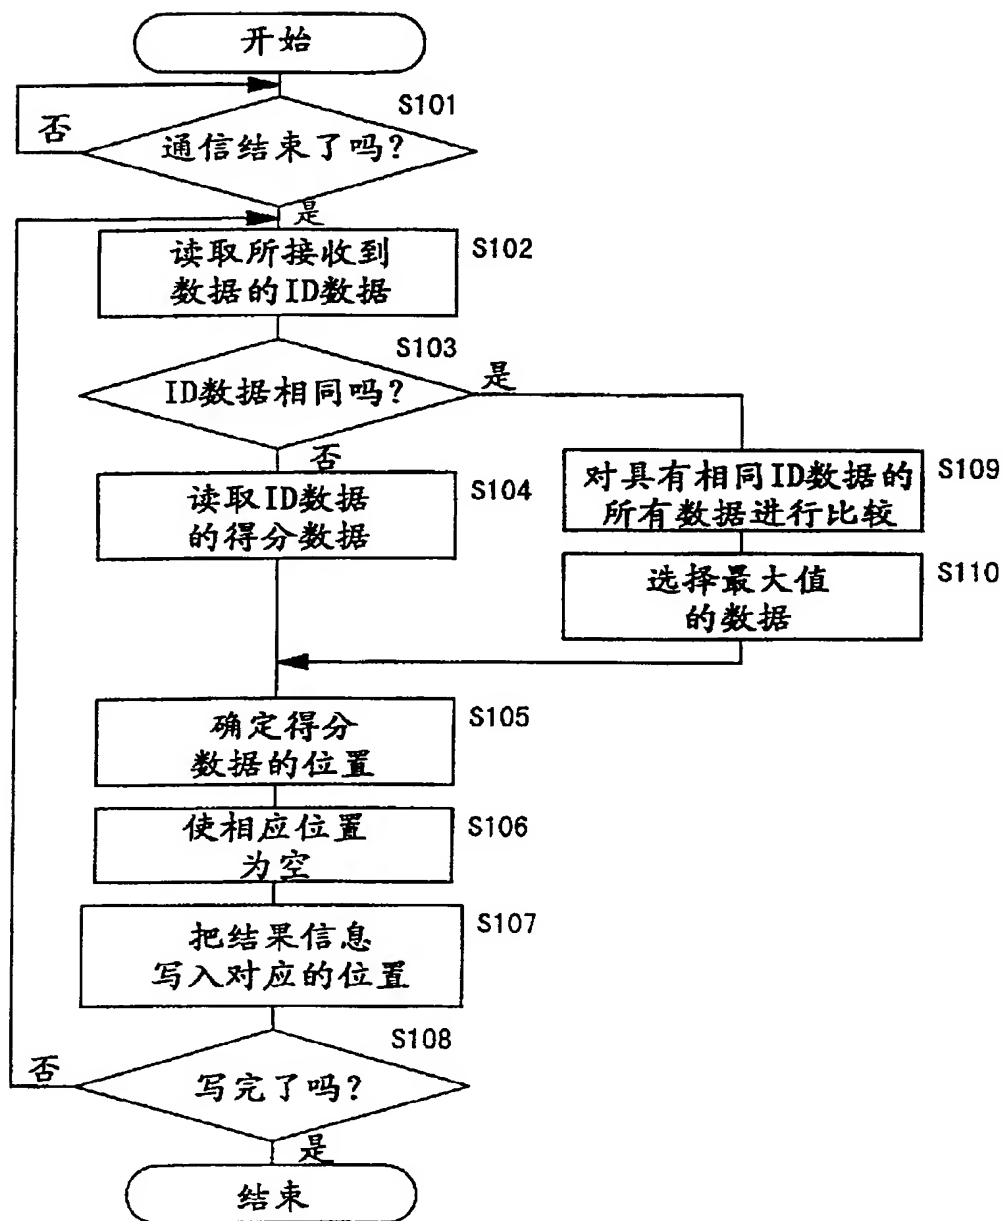 开始
S101
否
通信结束了吗?
是
读取所接收到
数据的ID数据
S102
S103
ID数据相同吗?
是
否
读取ID数据
的得分数据
S104
对具有相同ID数据的
所有数据进行比较
S109
选择最大值
的数据
S110
确定得分
数据的位置
S105
使相应位置
为空
S106
把结果信息
写入对应的位置
S107
S108
否
写完了吗?
是
结束